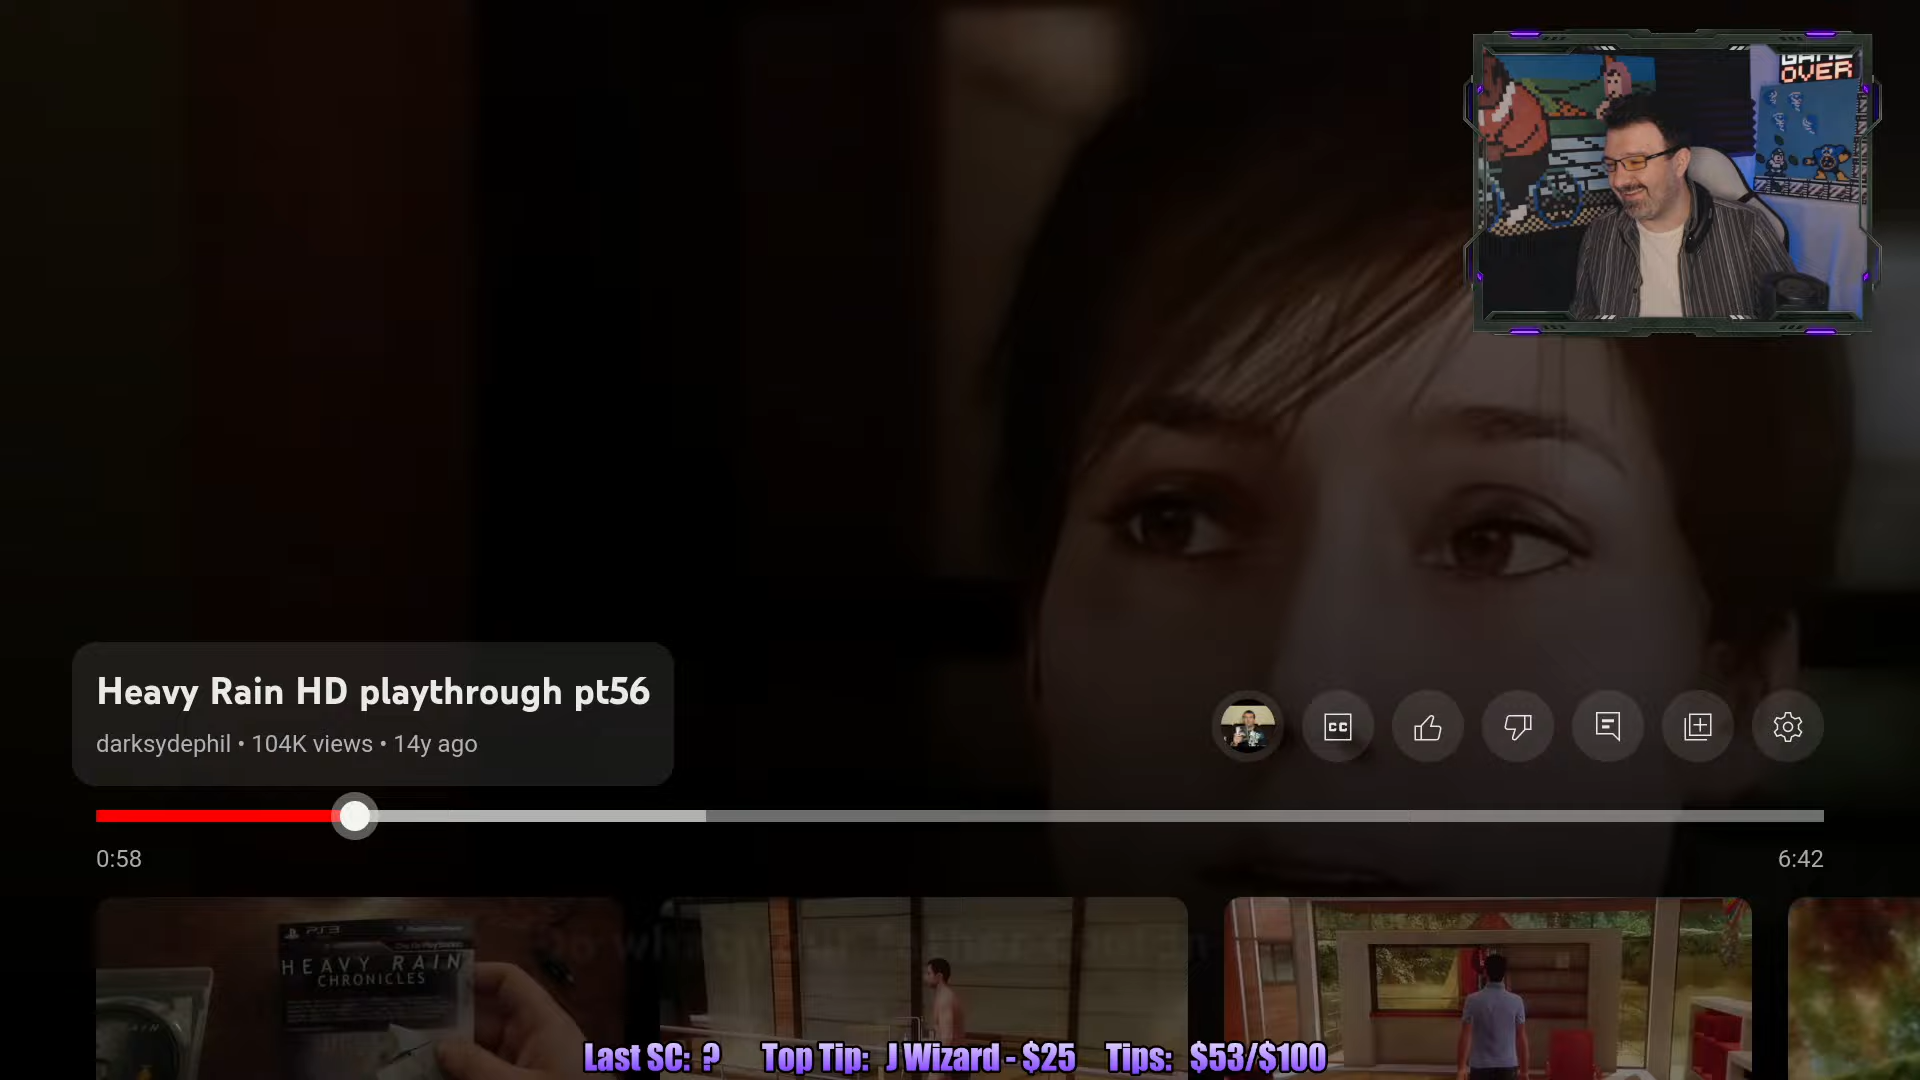 GAME
OVER
Heavy Rain HD playthrough pt56
darksydephil • 104K views • 14y ago
CC
0:58
6:42
PS3
HEAVY RAIN
CHRONICLES
Last SC: ? Top Tip: J Wizard - $25 Tips: $53/$100